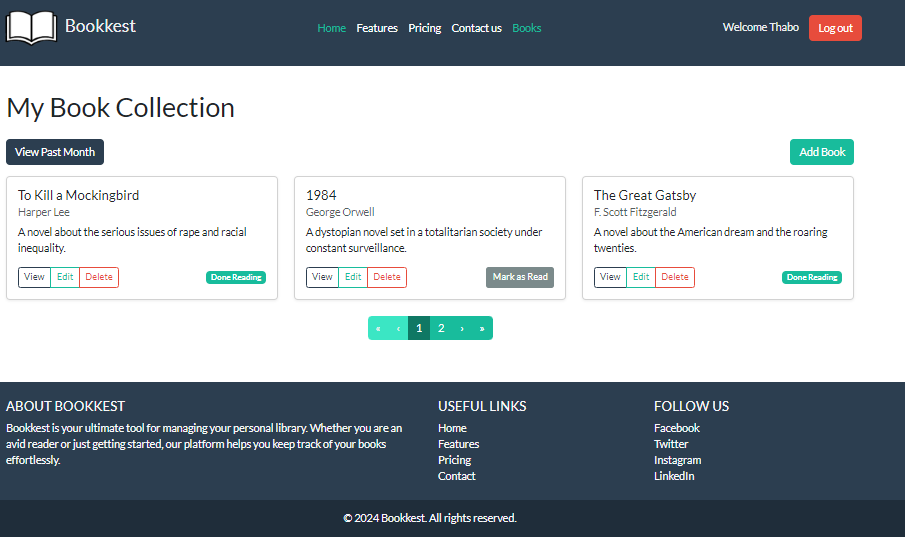 Bookkest
Home Features Pricing Contact us Books
Welcome Thabo Log out
My Book Collection
View Past Month
Add Book
To Kill a Mockingbird
Harper Lee
A novel about the serious issues of rape and racial
inequality.
View Edit Delete
Done Reading
1984
George Orwell
A dystopian novel set in a totalitarian society under
constant surveillance.
View Edit Delete
Mark as Read
The Great Gatsby
F. Scott Fitzgerald
A novel about the American dream and the roaring
twenties.
View Edit Delete
Done Reading
« ‹ 1 2 › »
ABOUT BOOKKEST
Bookkest is your ultimate tool for managing your personal library. Whether you are an
avid reader or just getting started, our platform helps you keep track of your books
effortlessly.
USEFUL LINKS
Home
Features
Pricing
Contact
FOLLOW US
Facebook
Twitter
Instagram
LinkedIn
© 2024 Bookkest. All rights reserved.